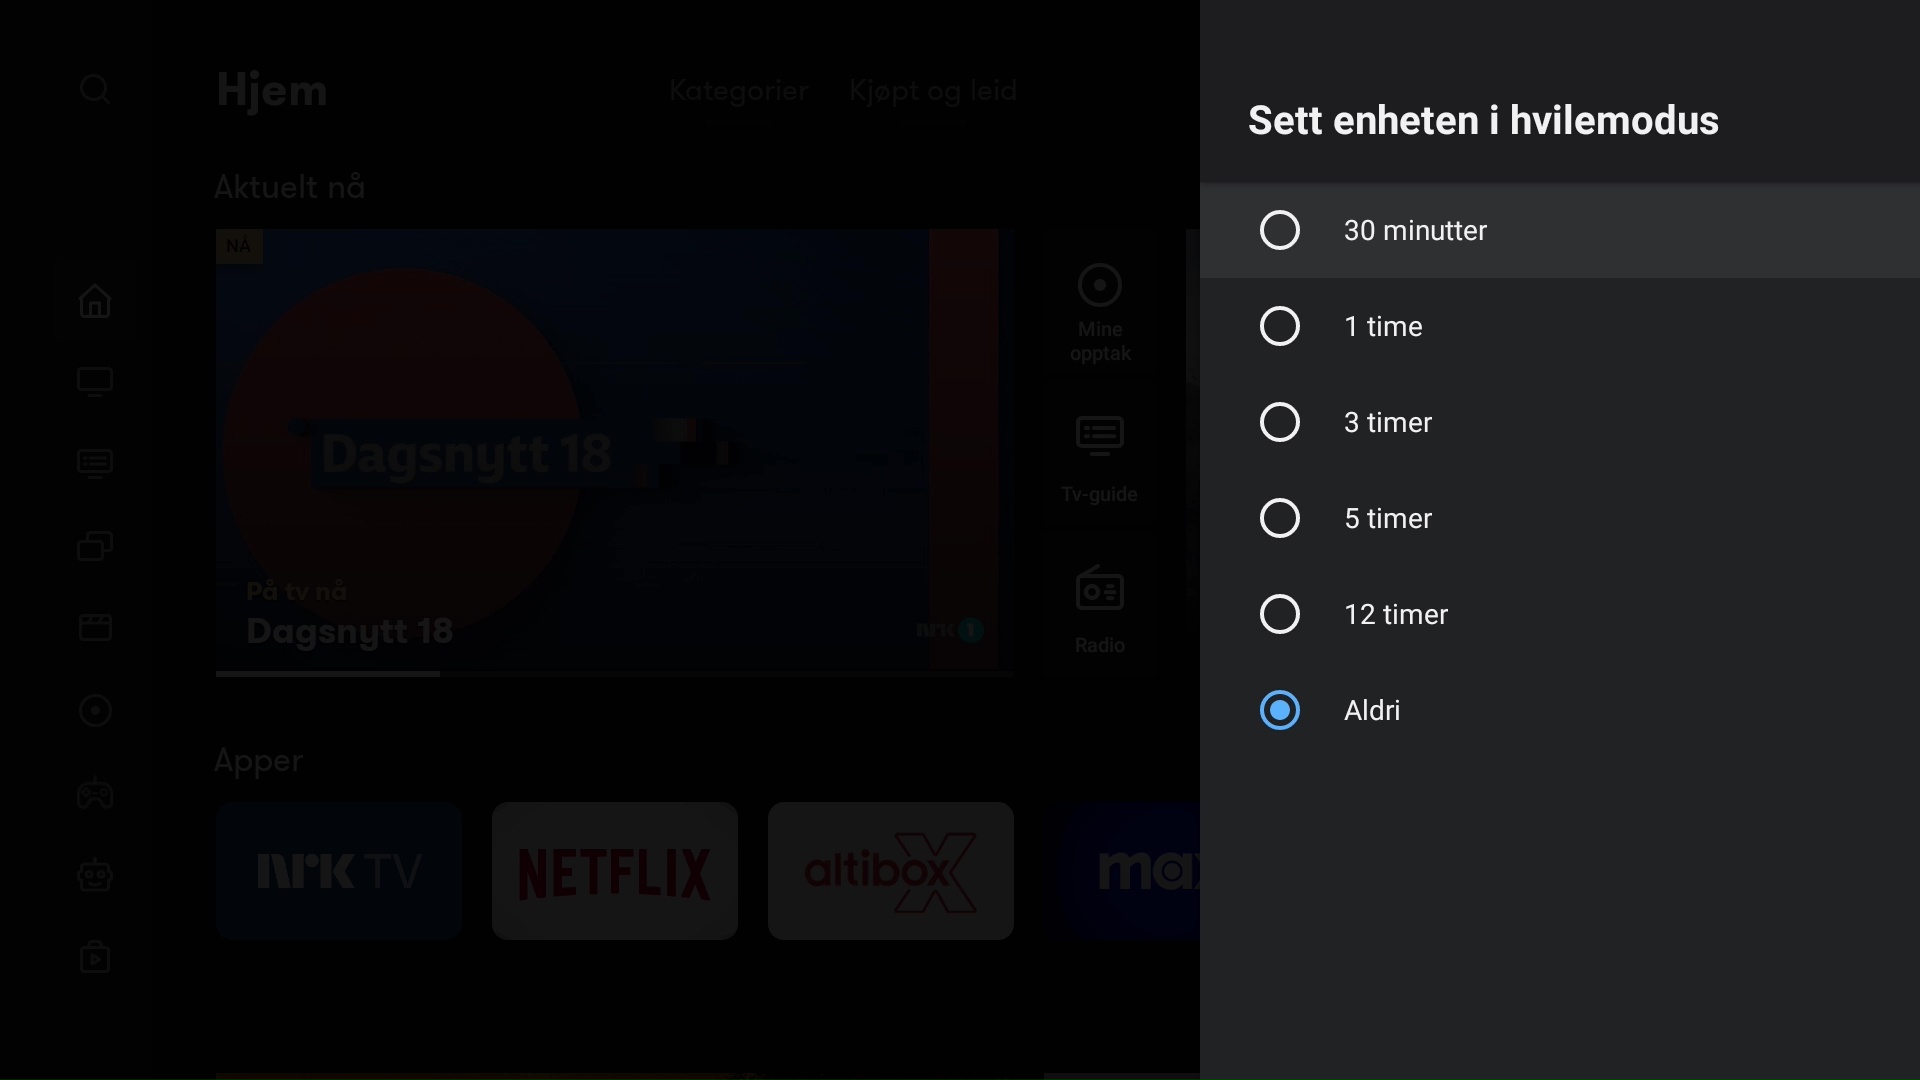 Hjem
Kategorier
Kjøpt og leid
Aktuelt nå
NÅ
Dagsnytt 18
På tv nå
Dagsnytt 18
nrk 1
Mine
opptak
Tv-guide
Radio
Apper
NRK TV
NETFLIX
altibox X
max
Sett enheten i hvilemodus
30 minutter
1 time
3 timer
5 timer
12 timer
Aldri